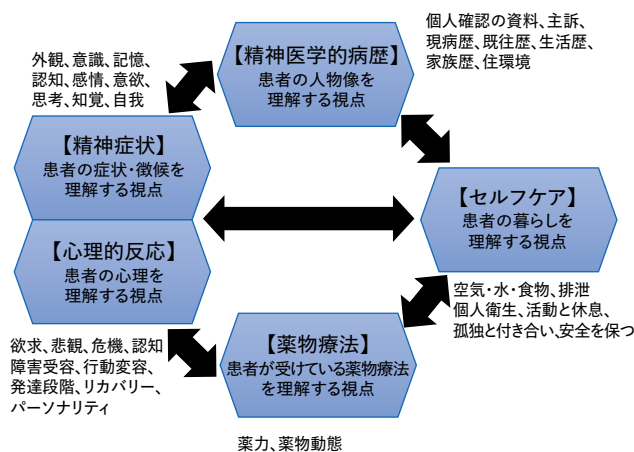 【精神医学的病歴】
患者の人物像を
理解する視点
個人確認の資料、主訴、
現病歴、既往歴、生活歴、
家族歴、住環境
外観、意識、記憶、
認知、感情、意欲、
思考、知覚、自我
【精神症状】
患者の症状・徴候を
理解する視点
【セルフケア】
患者の暮らしを
理解する視点
【心理的反応】
患者の心理を
理解する視点
空気・水・食物、排泄
個人衛生、活動と休息、
孤独と付き合い、安全を保つ
欲求、悲観、危機、認知
障害受容、行動変容、
発達段階、リカバリー、
パーソナリティ
【薬物療法】
患者が受けている薬物療法
を理解する視点
薬力、薬物動態